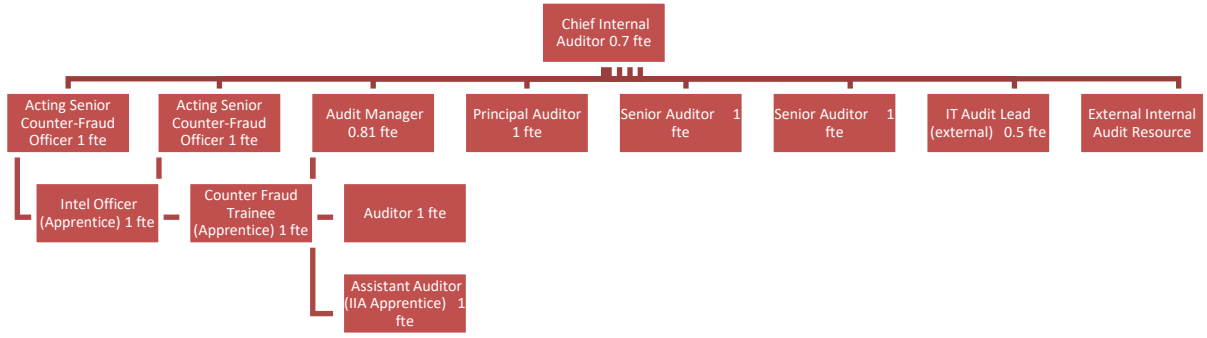 Chief Internal
Auditor 0.7 fte
Acting Senior
Counter-Fraud
Officer 1 fte
Acting Senior
Counter-Fraud
Officer 1 fte
Audit Manager
0.81 fte
Principal Auditor
1 fte
Senior Auditor 1
fte
Senior Auditor 1
fte
IT Audit Lead
(external) 0.5 fte
External Internal
Audit Resource
Intel Officer
(Apprentice) 1 fte
Counter Fraud
Trainee
(Apprentice) 1 fte
Auditor 1 fte
Assistant Auditor
(IIA Apprentice) 1
fte